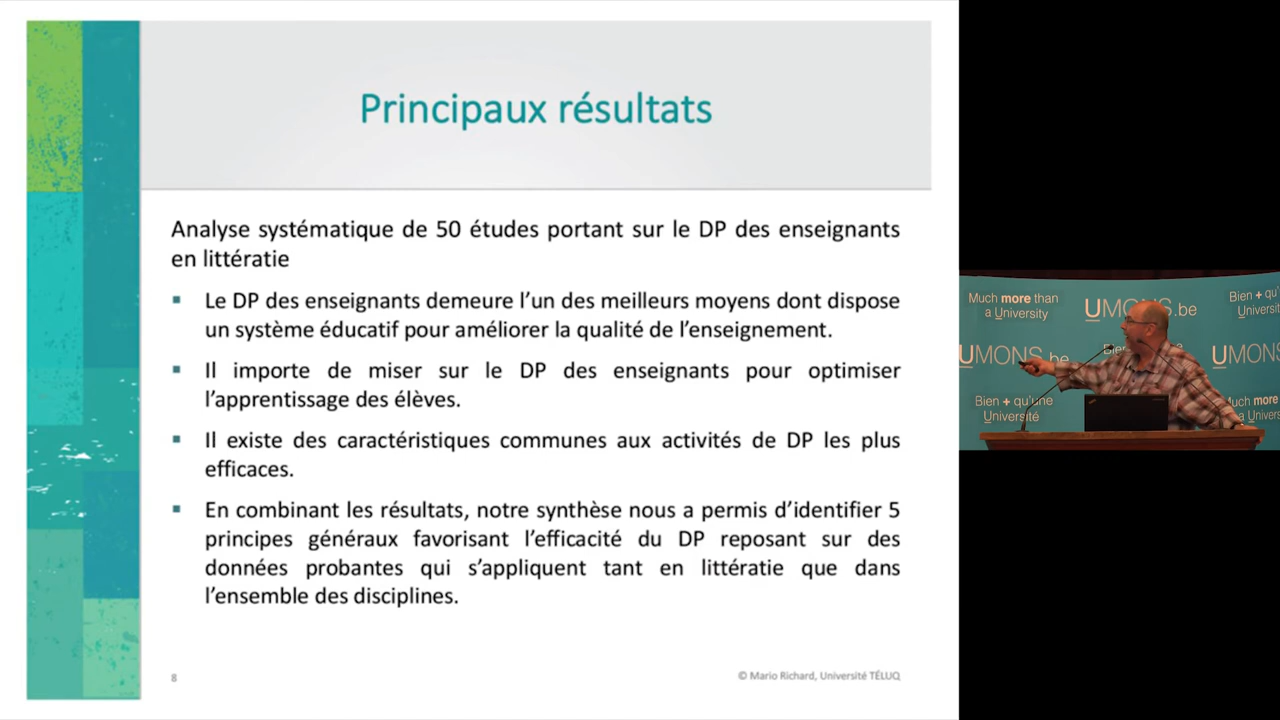 Principaux résultats
Analyse systématique de 50 études portant sur le DP des enseignants
en littératie
▪ Le DP des enseignants demeure l’un des meilleurs moyens dont dispose
un système éducatif pour améliorer la qualité de l’enseignement.
▪ Il importe de miser sur le DP des enseignants pour optimiser
l’apprentissage des élèves.
▪ Il existe des caractéristiques communes aux activités de DP les plus
efficaces.
▪ En combinant les résultats, notre synthèse nous a permis d’identifier 5
principes généraux favorisant l’efficacité du DP reposant sur des
données probantes qui s’appliquent tant en littératie que dans
l’ensemble des disciplines.
8
© Mario Richard, Université TÉLUQ
Much more than
a University
UMONS.be
Bien + qu'
Universit
UMONS.be
UMONS
Bien + qu'une
Université
uch more
a Univers